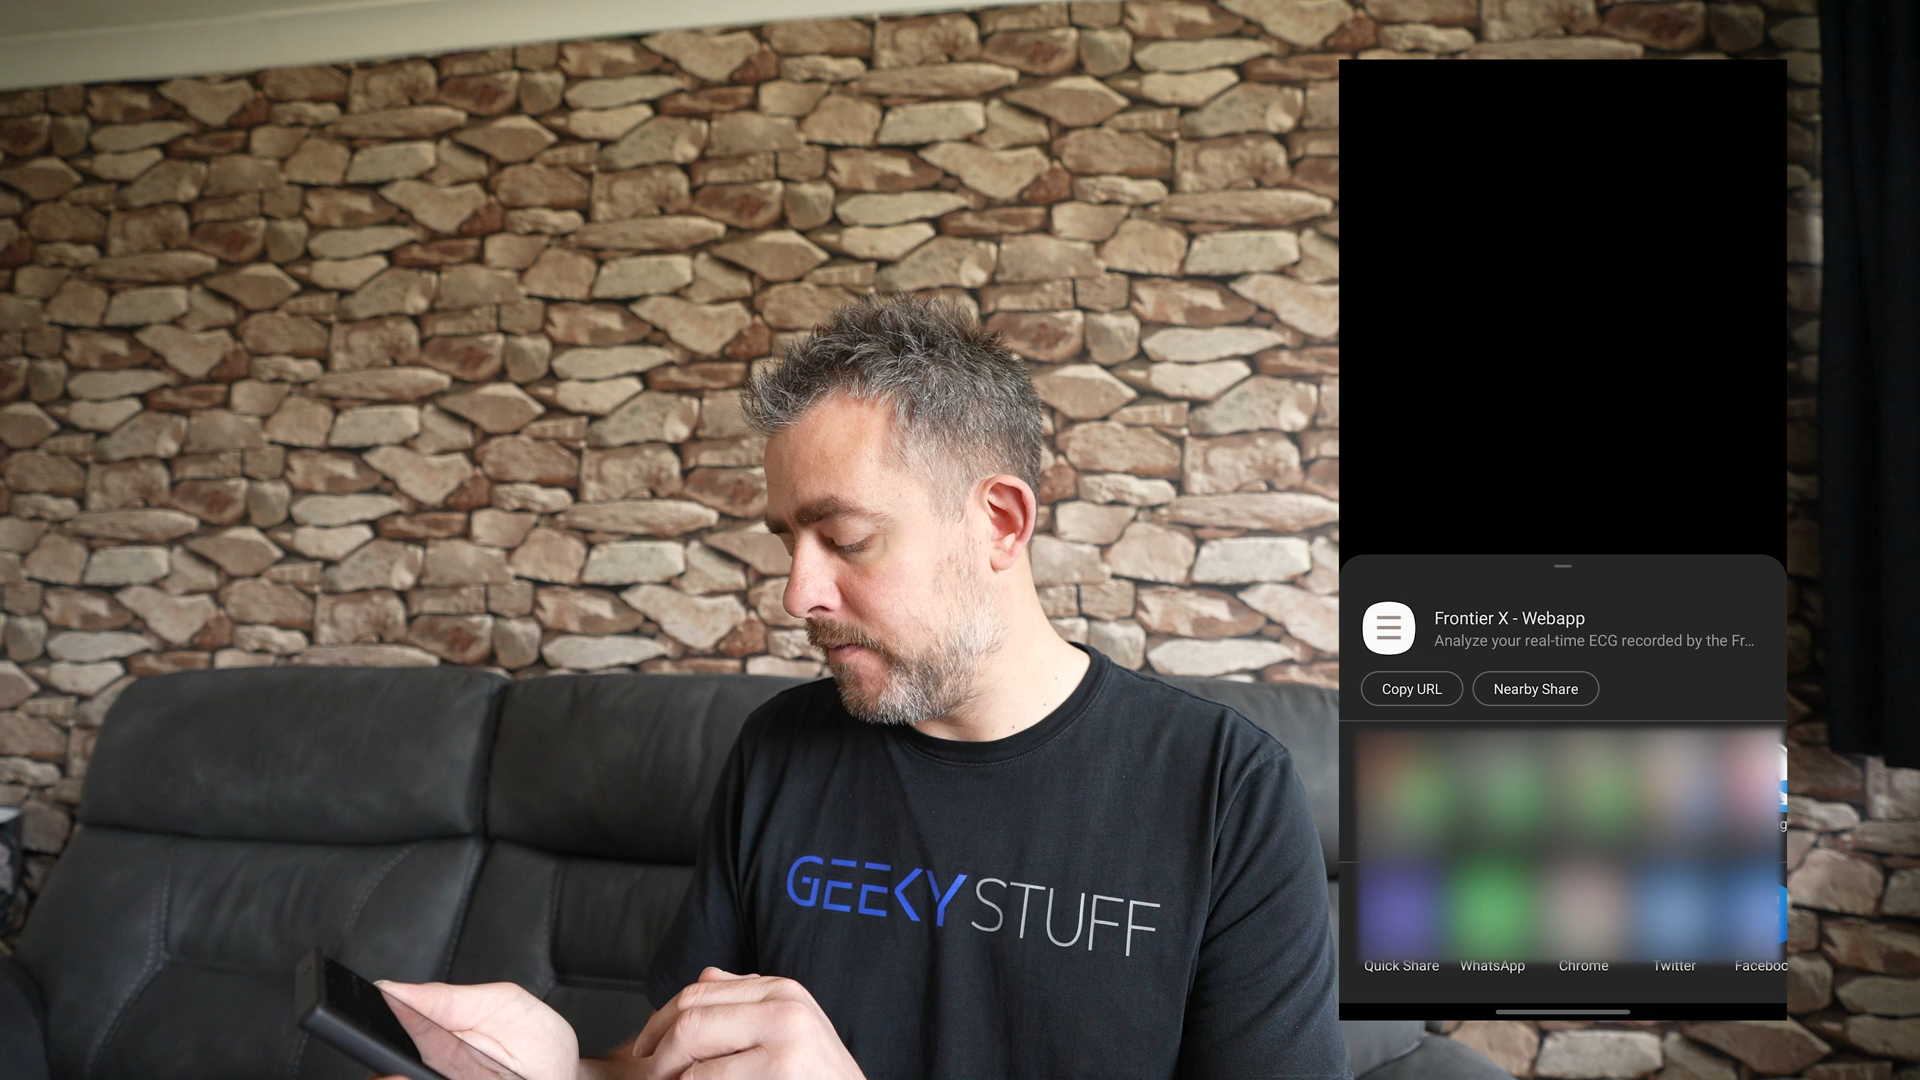 GEEKY STUFF
Frontier X - Webapp
Analyze your real-time ECG recorded by the Fr...
Copy URL
Nearby Share
g
Quick Share
WhatsApp
Chrome
Twitter
Faceboo